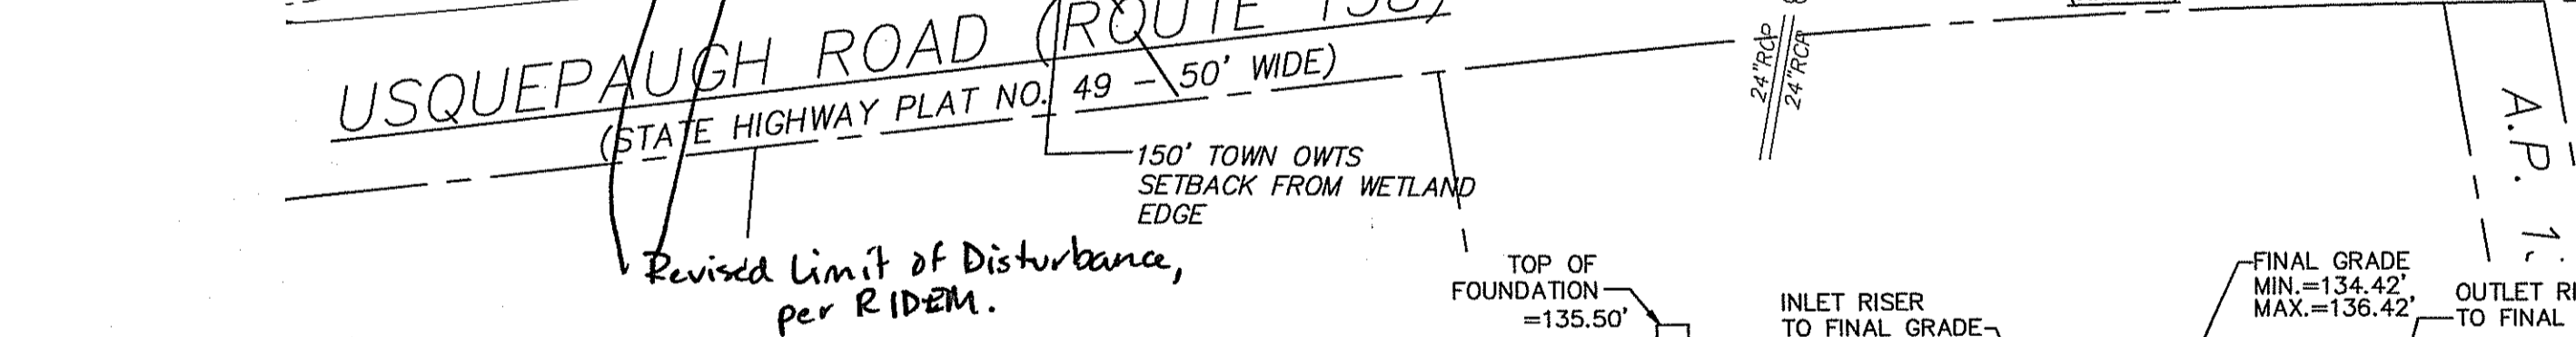 USQUEPAUGH ROAD (ROUTE 138)
(STATE HIGHWAY PLAT NO. 49 - 50' WIDE)
24"RCP
24"RCP
A.P.
150' TOWN OWTS
SETBACK FROM WETLAND
EDGE
Revised Limit of Disturbance,
per RIDEM.
TOP OF
FOUNDATION
=135.50'
INLET RISER
TO FINAL GRADE
FINAL GRADE
MIN.=134.42'
MAX.=136.42'
OUTLET RI
TO FINAL